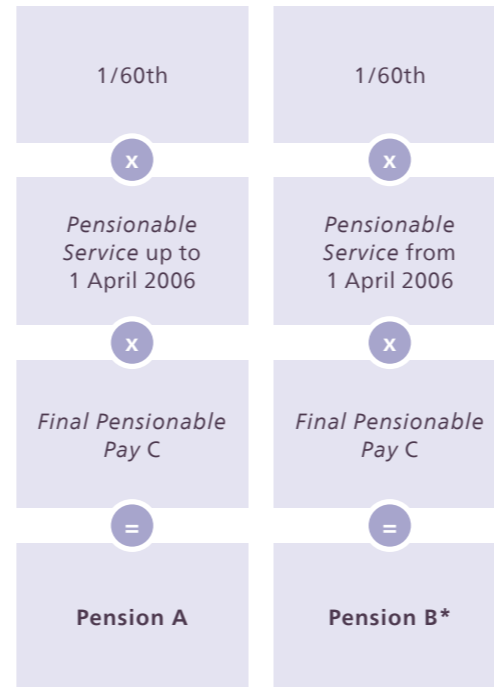 1/60th
x
Pensionable
Service up to
1 April 2006
x
Final Pensionable
Pay C
=
Pension A
1/60th
x
Pensionable
Service from
1 April 2006
x
Final Pensionable
Pay C
=
Pension B*